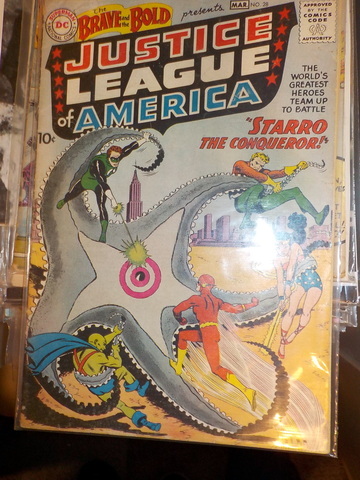 The BRAVE and the BOLD presents
MAR. NO. 28
SUPERMAN
DC
NATIONAL COMICS
APPROVED
BY THE
COMICS
CODE
AUTHORITY
JUSTICE
LEAGUE
of AMERICA
10¢
THE
WORLD'S
GREATEST
HEROES
TEAM UP
TO BATTLE
"STARRO
THE CONQUEROR!"